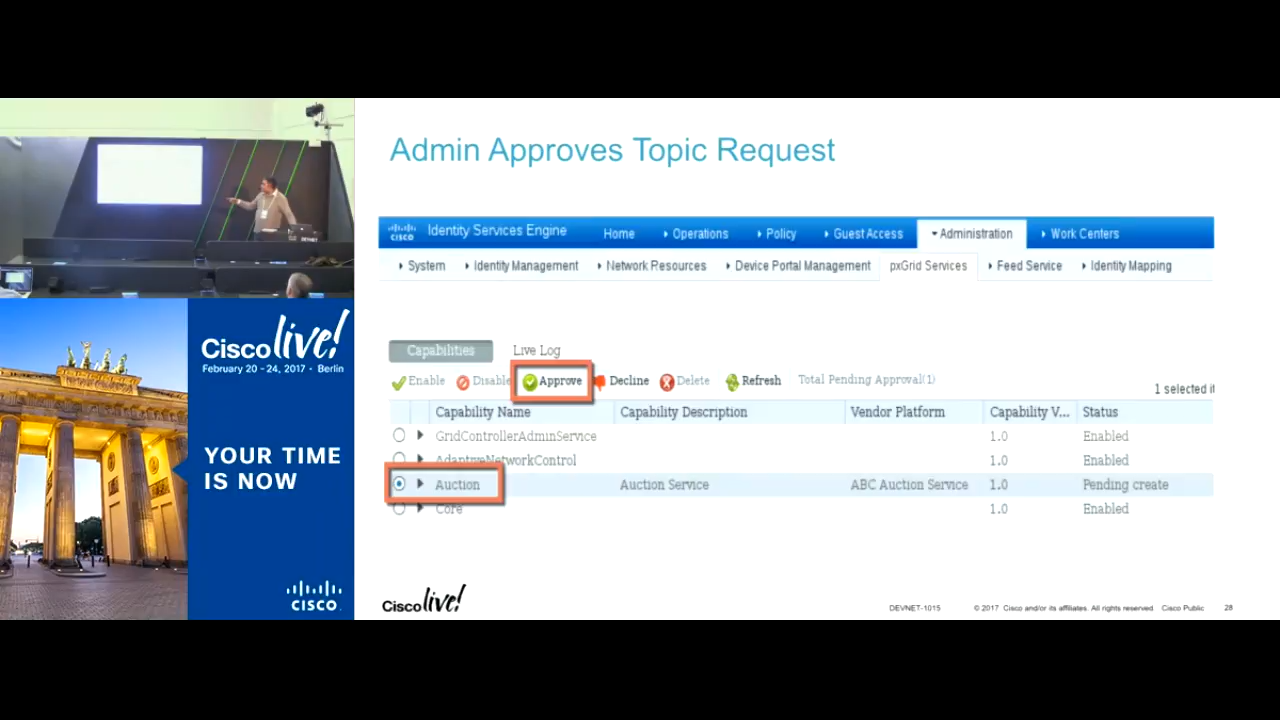 Admin Approves Topic Request
CISCO
Identity Services Engine
Home
Operations
Policy
Guest Access
Administration
Work Centers
System
Identity Management
Network Resources
Device Portal Management
pxGrid Services
Feed Service
Identity Mapping
Capabilities
Live Log
Enable
Disable
Approve
Decline
Delete
Refresh
Total Pending Approval(1)
1 selected it
Capability Name
Capability Description
Vendor Platform
Capability V...
Status
GridControllerAdminService
1.0
Enabled
AdaptiveNetworkControl
1.0
Enabled
Auction
Auction Service
ABC Auction Service
1.0
Pending create
Core
1.0
Enabled
Cisco live!
DEVNET-1015
© 2017 Cisco and/or its affiliates. All rights reserved. Cisco Public
28
DEVNET
Cisco live!
February 20 - 24, 2017 • Berlin
YOUR TIME
IS NOW
CISCO.